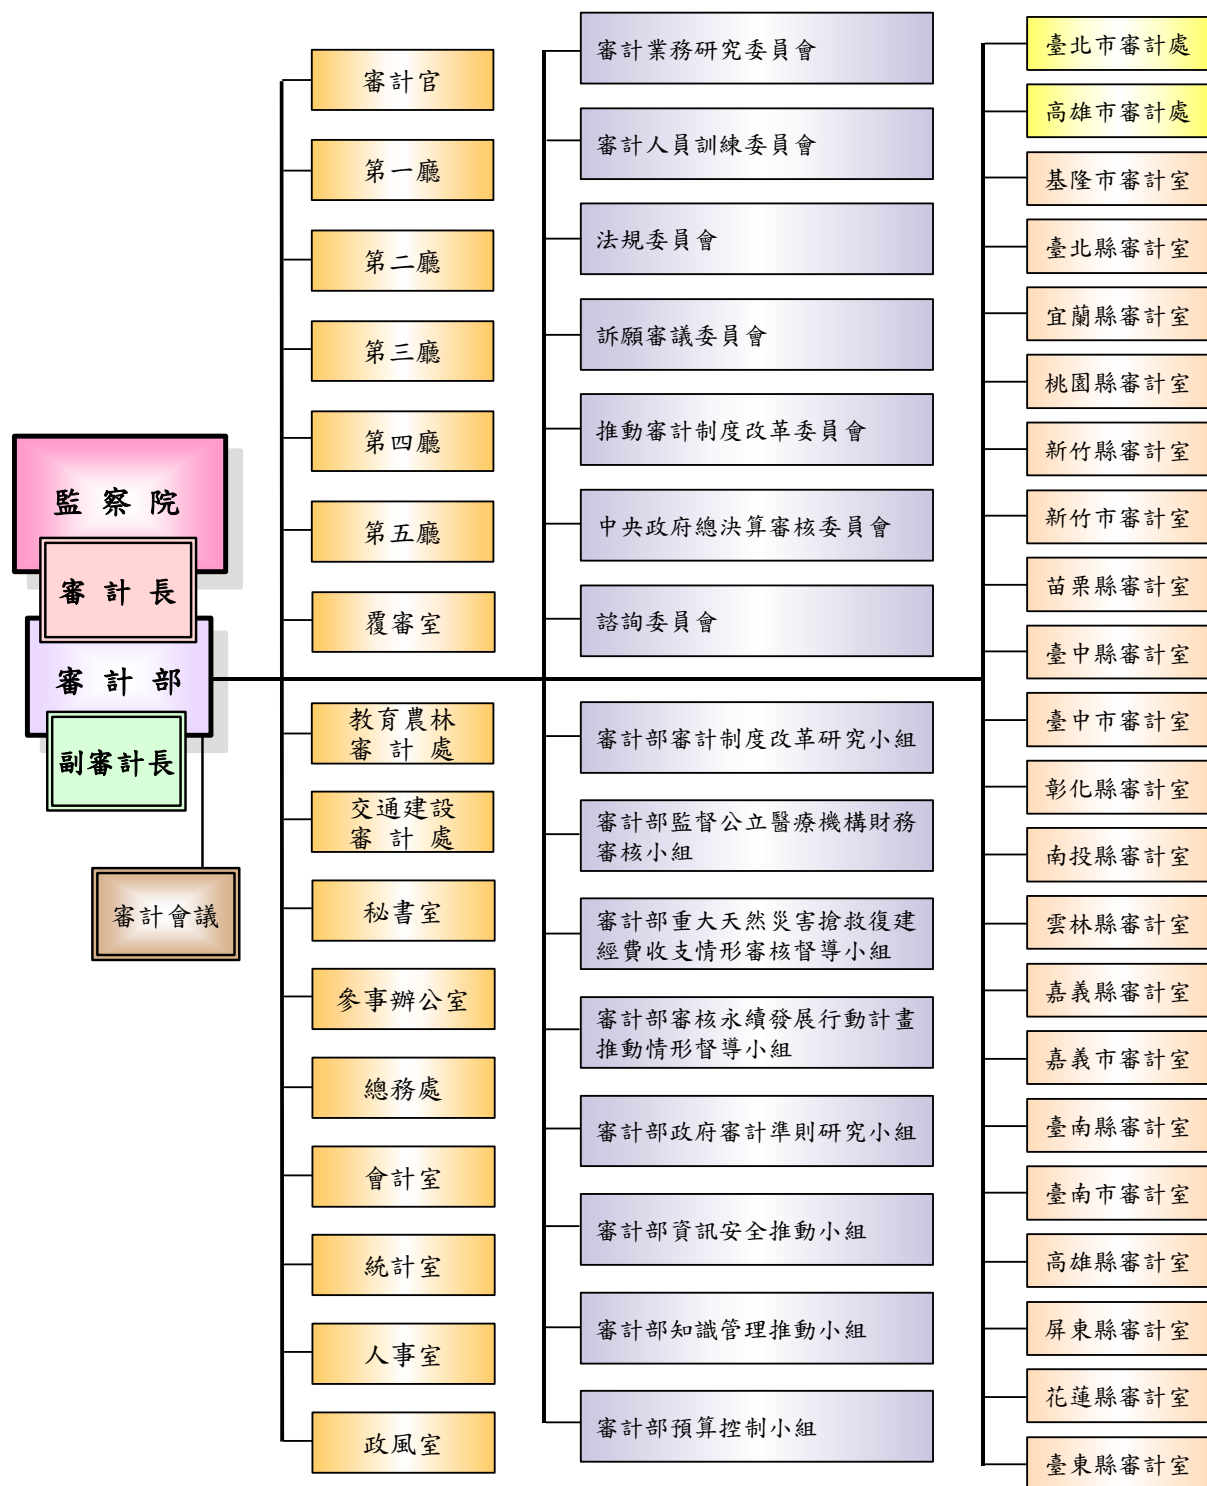 監察院
審計長
審計部
副審計長
審計會議
審計官
第一廳
第二廳
第三廳
第四廳
第五廳
覆審室
教育農林
審計處
交通建設
審計處
秘書室
參事辦公室
總務處
會計室
統計室
人事室
政風室
審計業務研究委員會
審計人員訓練委員會
法規委員會
訴願審議委員會
推動審計制度改革委員會
中央政府總決算審核委員會
諮詢委員會
審計部審計制度改革研究小組
審計部監督公立醫療機構財務
審核小組
審計部重大天然災害搶救復建
經費收支情形審核督導小組
審計部審核永續發展行動計畫
推動情形督導小組
審計部政府審計準則研究小組
審計部資訊安全推動小組
審計部知識管理推動小組
審計部預算控制小組
臺北市審計處
高雄市審計處
基隆市審計室
臺北縣審計室
宜蘭縣審計室
桃園縣審計室
新竹縣審計室
新竹市審計室
苗栗縣審計室
臺中縣審計室
臺中市審計室
彰化縣審計室
南投縣審計室
雲林縣審計室
嘉義縣審計室
嘉義市審計室
臺南縣審計室
臺南市審計室
高雄縣審計室
屏東縣審計室
花蓮縣審計室
臺東縣審計室